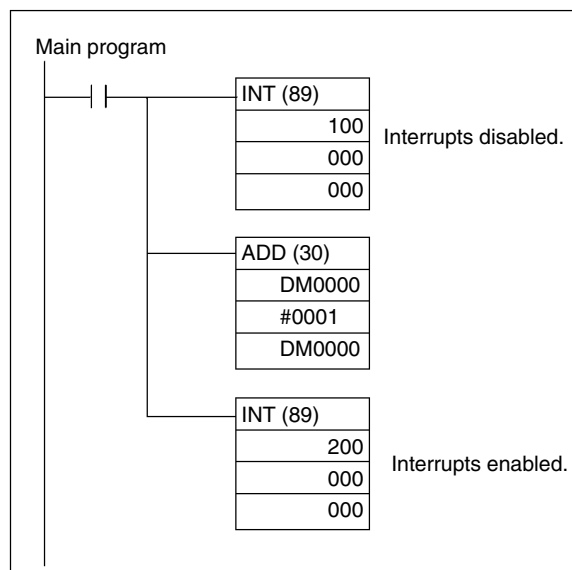 Main program
INT (89)
100
000
000
Interrupts disabled.
ADD (30)
DM0000
#0001
DM0000
INT (89)
200
000
000
Interrupts enabled.